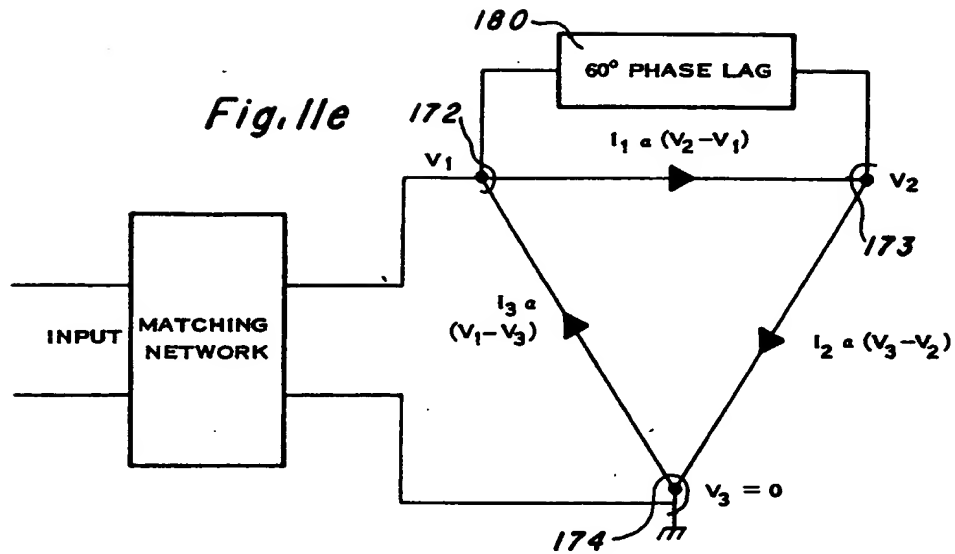 180
60° PHASE LAG
Fig. 11e
172
I₁ α (V₂–V₁)
V₁
V₂
173
I₃ α
(V₁–V₃)
INPUT
MATCHING
NETWORK
I₂ α (V₃–V₂)
V₃ = 0
174